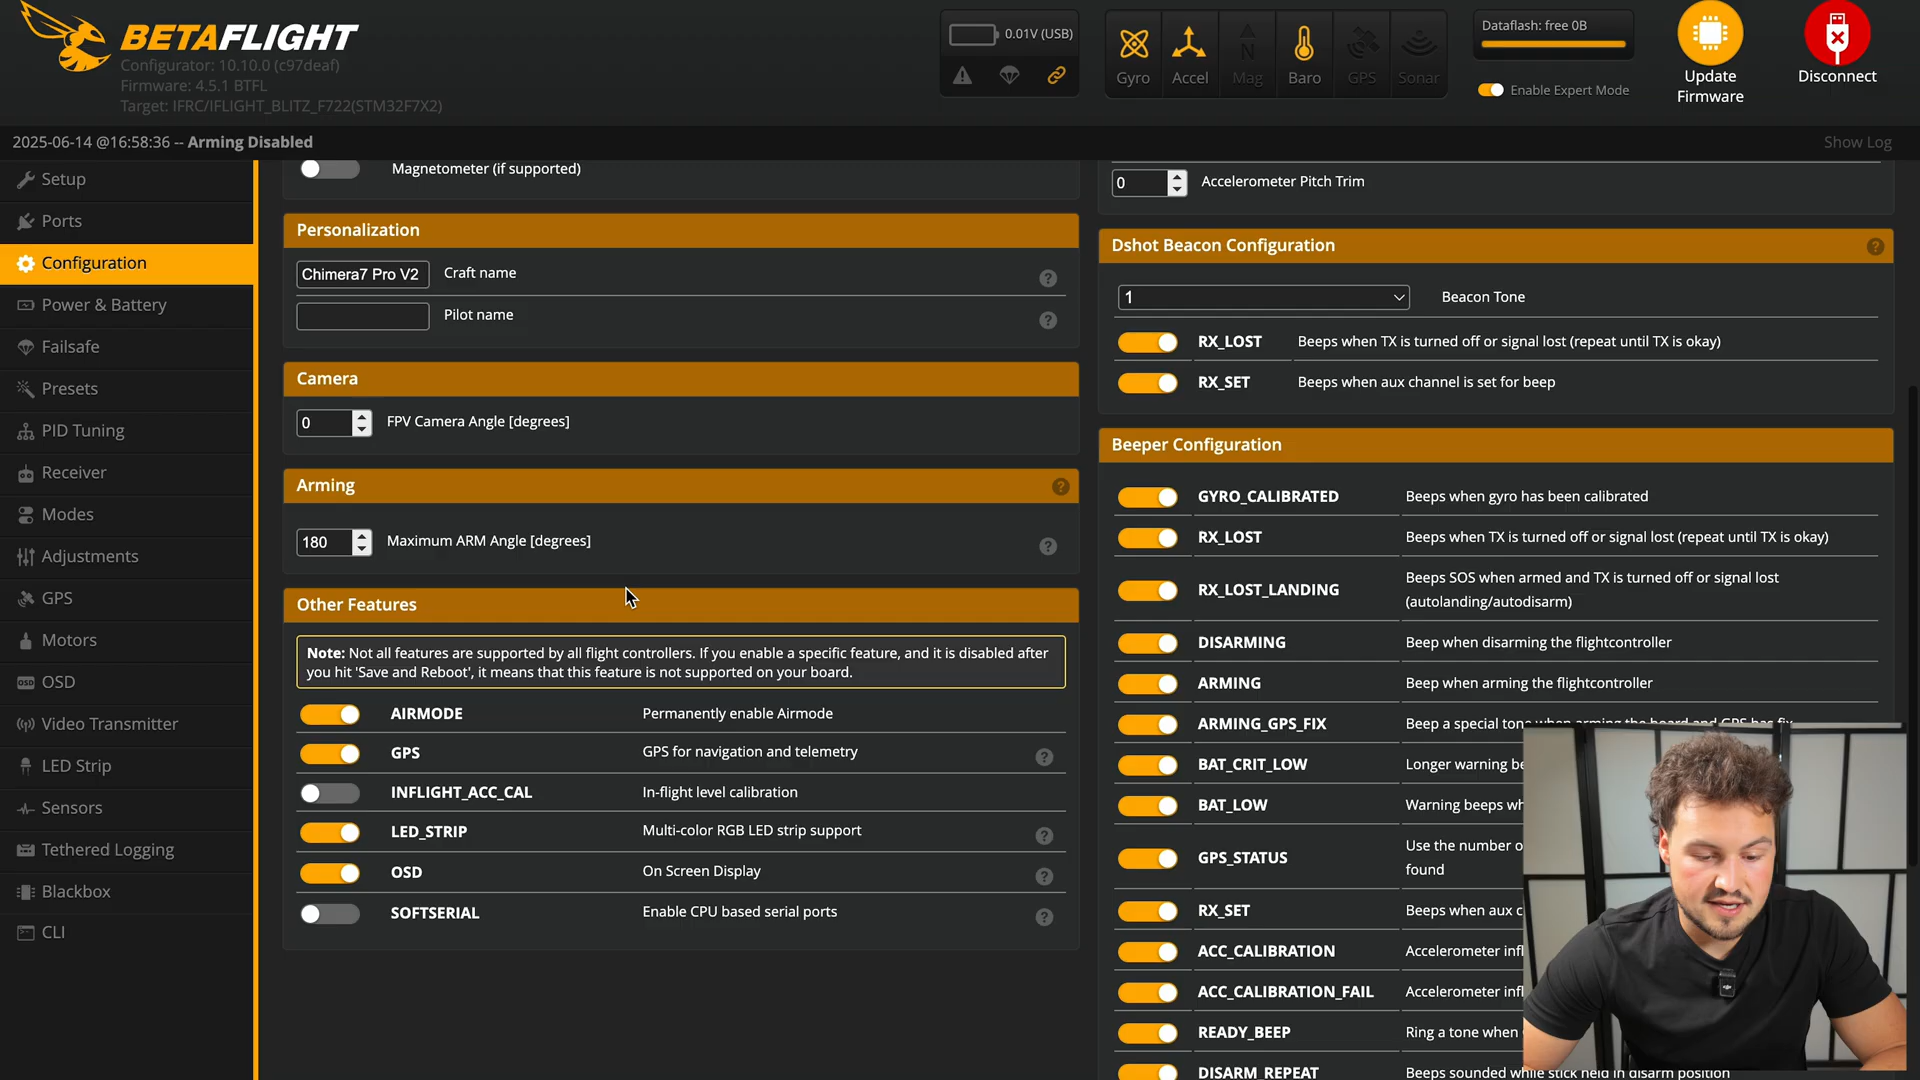 BETAFLIGHT
Configurator: 10.10.0 (c97deaf)
Firmware: 4.5.1 BTFL
Target: IFRC/IFLIGHT_BLITZ_F722(STM32F7X2)
0.01V (USB)
Gyro
Accel
Mag
Baro
GPS
Sonar
Dataflash: free 0B
Enable Expert Mode
Update
Firmware
Disconnect
2025-06-14 @16:58:36 -- Arming Disabled
Show Log
Setup
Ports
Configuration
Power & Battery
Failsafe
Presets
PID Tuning
Receiver
Modes
Adjustments
GPS
Motors
OSD
Video Transmitter
LED Strip
Sensors
Tethered Logging
Blackbox
CLI
Magnetometer (if supported)
Personalization
Chimera7 Pro V2 Craft name
Pilot name
Camera
0 FPV Camera Angle [degrees]
Arming
180 Maximum ARM Angle [degrees]
Other Features
Note: Not all features are supported by all flight controllers. If you enable a specific feature, and it is disabled after
you hit 'Save and Reboot', it means that this feature is not supported on your board.
AIRMODE Permanently enable Airmode
GPS GPS for navigation and telemetry
INFLIGHT_ACC_CAL In-flight level calibration
LED_STRIP Multi-color RGB LED strip support
OSD On Screen Display
SOFTSERIAL Enable CPU based serial ports
0 Accelerometer Pitch Trim
Dshot Beacon Configuration
1 Beacon Tone
RX_LOST Beeps when TX is turned off or signal lost (repeat until TX is okay)
RX_SET Beeps when aux channel is set for beep
Beeper Configuration
GYRO_CALIBRATED Beeps when gyro has been calibrated
RX_LOST Beeps when TX is turned off or signal lost (repeat until TX is okay)
RX_LOST_LANDING Beeps SOS when armed and TX is turned off or signal lost
(autolanding/autodisarm)
DISARMING Beep when disarming the flightcontroller
ARMING Beep when arming the flightcontroller
ARMING_GPS_FIX Beep a special tone when arming the board and GPS has fix
BAT_CRIT_LOW Longer warning be
BAT_LOW Warning beeps wh
GPS_STATUS Use the number o
found
RX_SET Beeps when aux c
ACC_CALIBRATION Accelerometer infl
ACC_CALIBRATION_FAIL Accelerometer infl
READY_BEEP Ring a tone when
DISARM_REPEAT Beeps sounded while stick held in disarm position